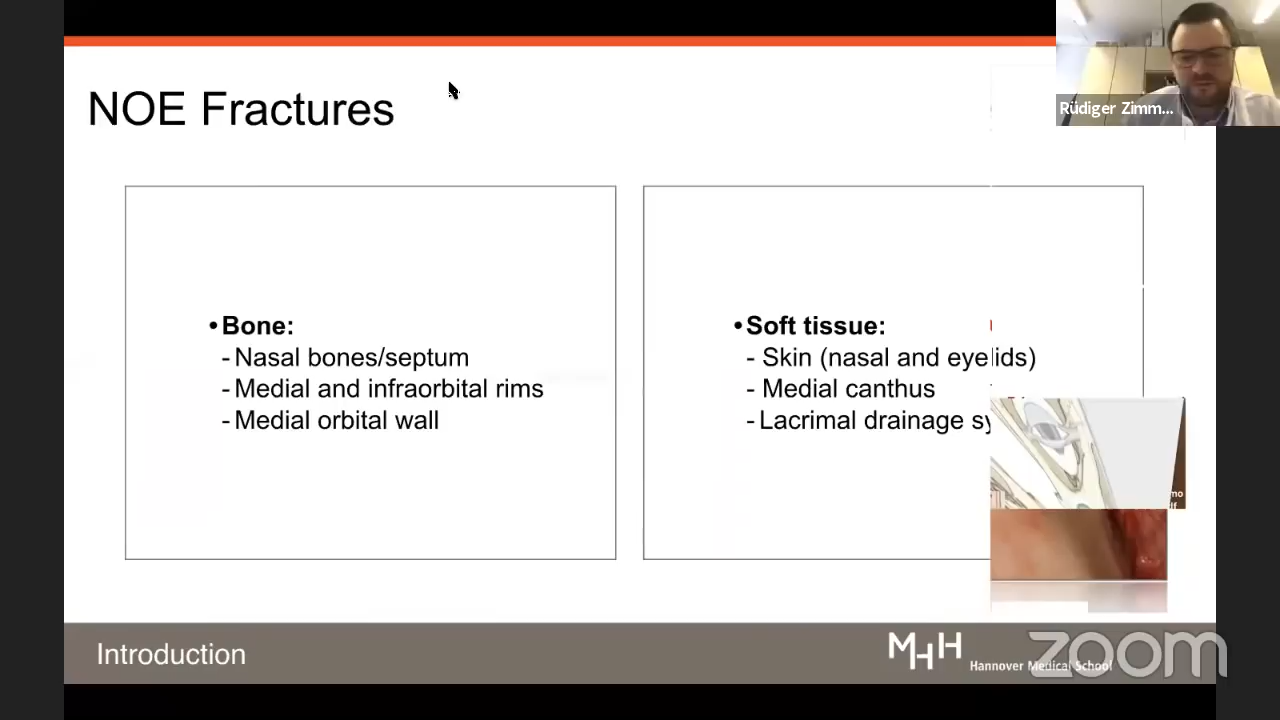 NOE Fractures
Rüdiger Zimm...
•Bone:
- Nasal bones/septum
- Medial and infraorbital rims
- Medial orbital wall
•Soft tissue:
- Skin (nasal and eyelids)
- Medial canthus
- Lacrimal drainage sy
Introduction
MHH
Hannover Medical School
zoom